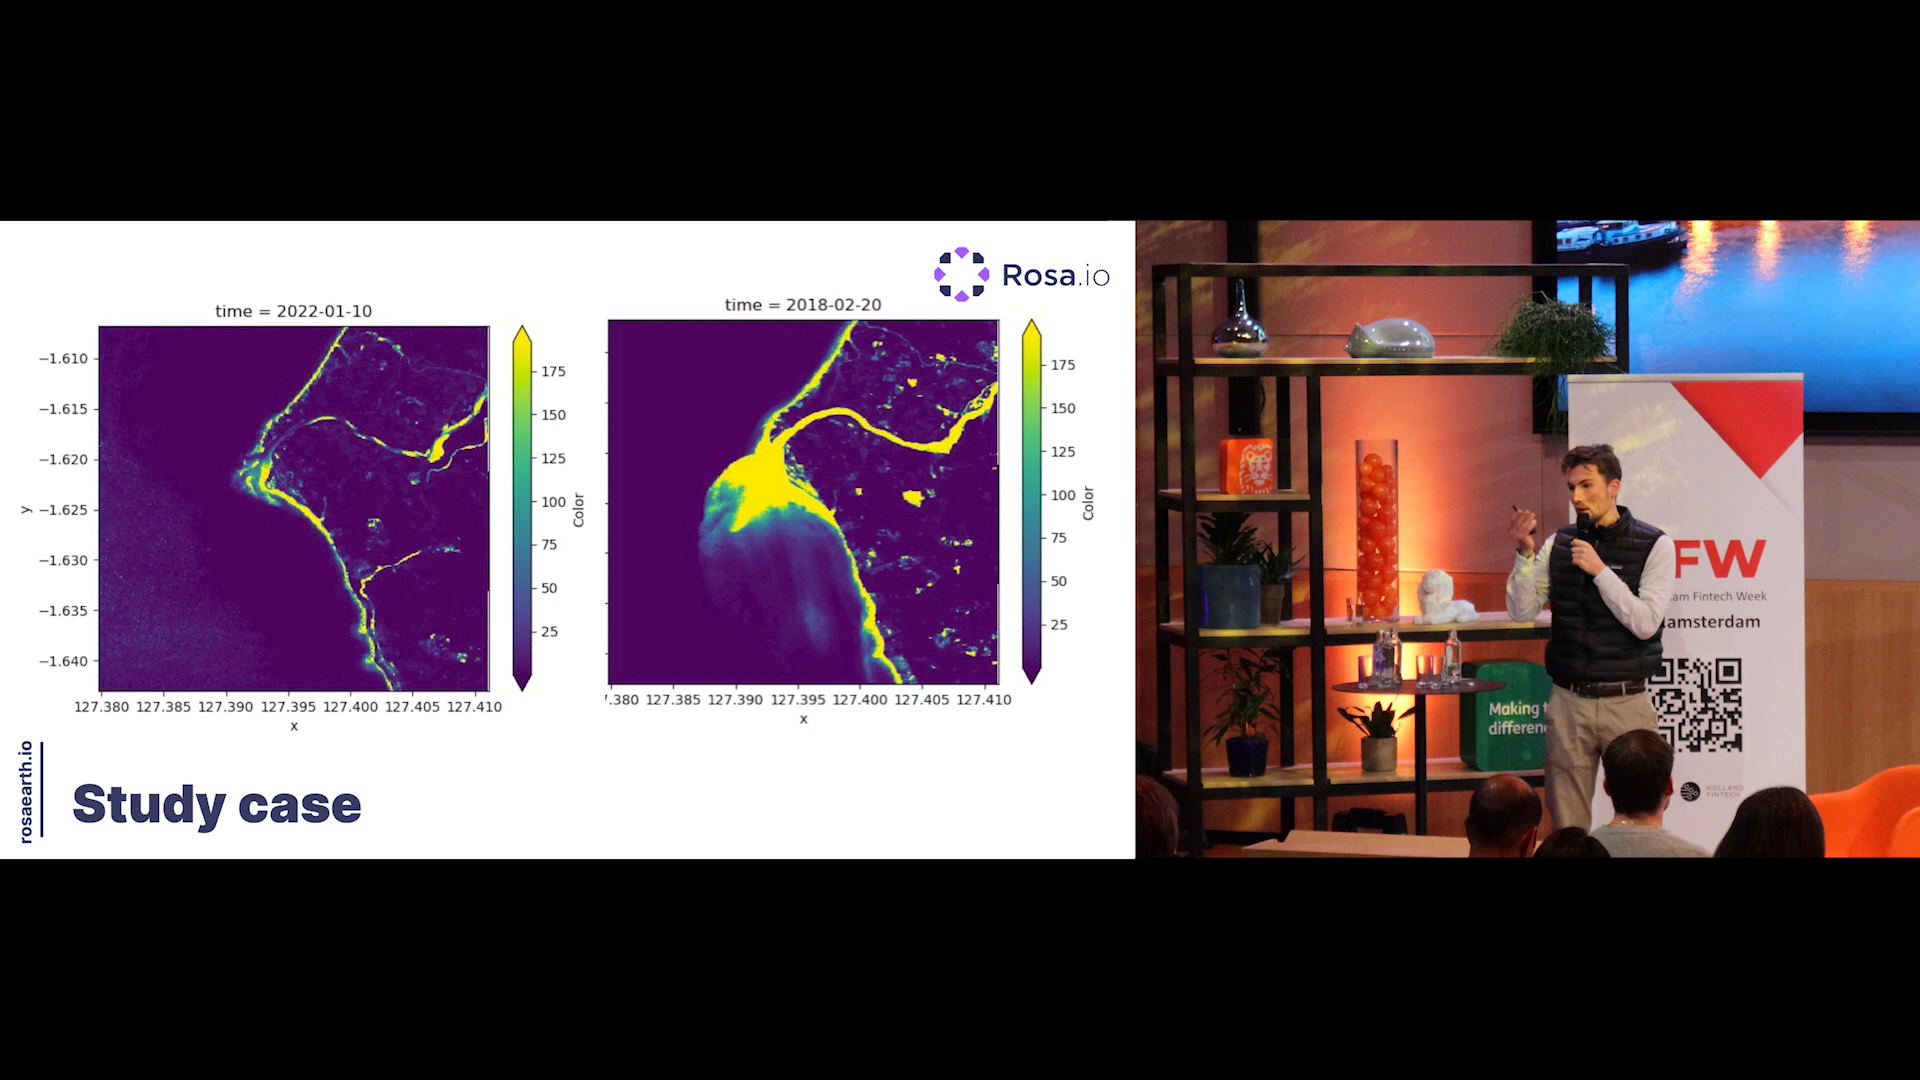 Rosa.io
time = 2022-01-10
−1.610
−1.615
−1.620
−1.625
−1.630
−1.635
−1.640
y
127.380 127.385 127.390 127.395 127.400 127.405 127.410
x
175
150
125
100
75
50
25
Color
time = 2018-02-20
.380 127.385 127.390 127.395 127.400 127.405 127.410
x
175
150
125
100
75
50
25
Color
rosaearth.io
Study case
FW
am Fintech Week
amsterdam
Making t
differen
HOLLAND
FINTECH